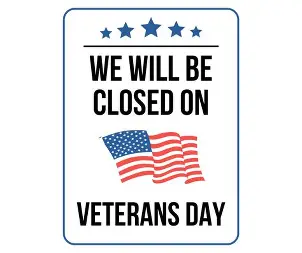 WE WILL BE
CLOSED ON
VETERANS DAY